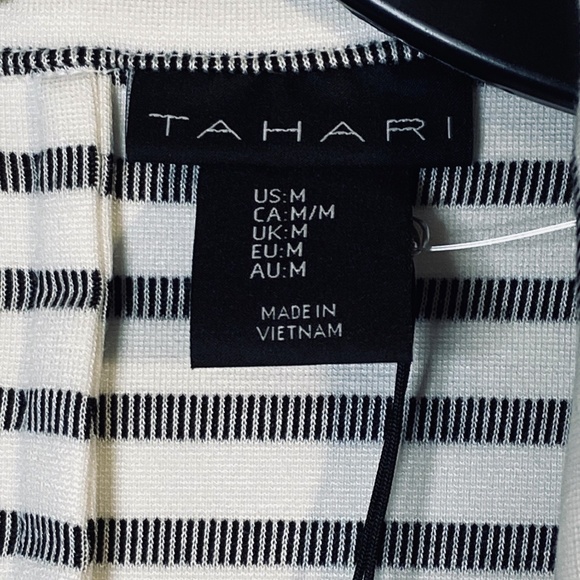 TAHARI
US:M
CA:M/M
UK:M
EU:M
AU:M
MADE IN
VIETNAM